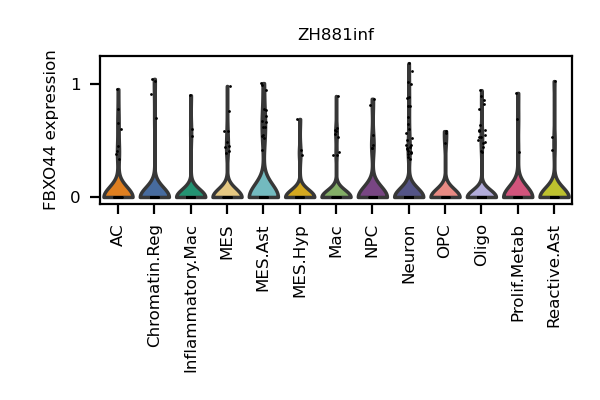 ZH881inf
FBXO44 expression
1
0
AC
Chromatin.Reg
Inflammatory.Mac
MES
MES.Ast
MES.Hyp
Mac
NPC
Neuron
OPC
Oligo
Prolif.Metab
Reactive.Ast